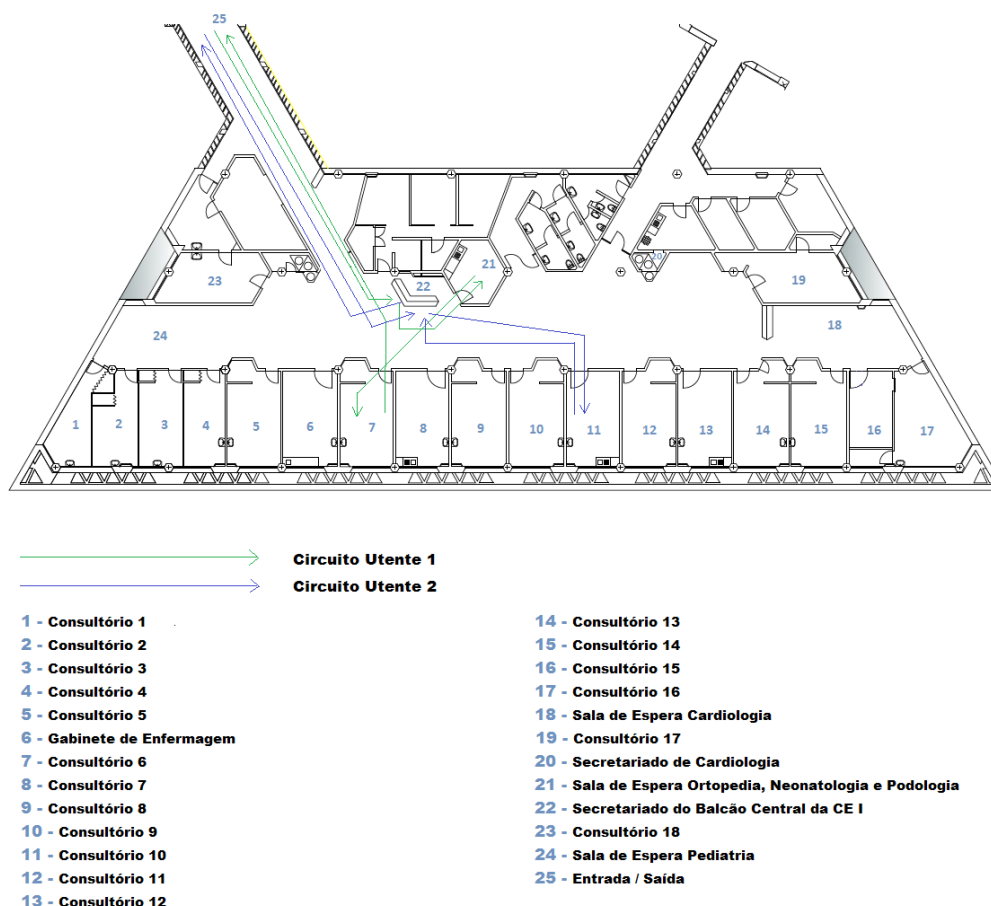 25
21
20
22
23
19
18
24
1
2
3
4
5
6
7
8
9
10
11
12
13
14
15
16
17
Circuito Utente 1
Circuito Utente 2
1 - Consultório 1
2 - Consultório 2
3 - Consultório 3
4 - Consultório 4
5 - Consultório 5
6 - Gabinete de Enfermagem
7 - Consultório 6
8 - Consultório 7
9 - Consultório 8
10 - Consultório 9
11 - Consultório 10
12 - Consultório 11
13 - Consultório 12
14 - Consultório 13
15 - Consultório 14
16 - Consultório 15
17 - Consultório 16
18 - Sala de Espera Cardiologia
19 - Consultório 17
20 - Secretariado de Cardiologia
21 - Sala de Espera Ortopedia, Neonatologia e Podologia
22 - Secretariado do Balcão Central da CE I
23 - Consultório 18
24 - Sala de Espera Pediatria
25 - Entrada / Saída